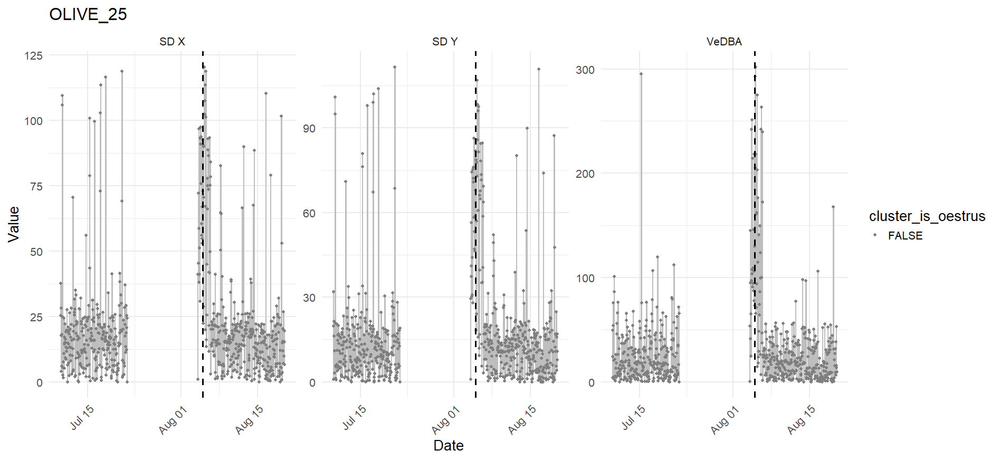 OLIVE_25
SD X
SD Y
VeDBA
125
100
75
50
25
0
90
60
30
0
300
200
100
0
Value
Jul 15
Aug 01
Aug 15
Jul 15
Aug 01
Aug 15
Jul 15
Aug 01
Aug 15
Date
cluster_is_oestrus
FALSE